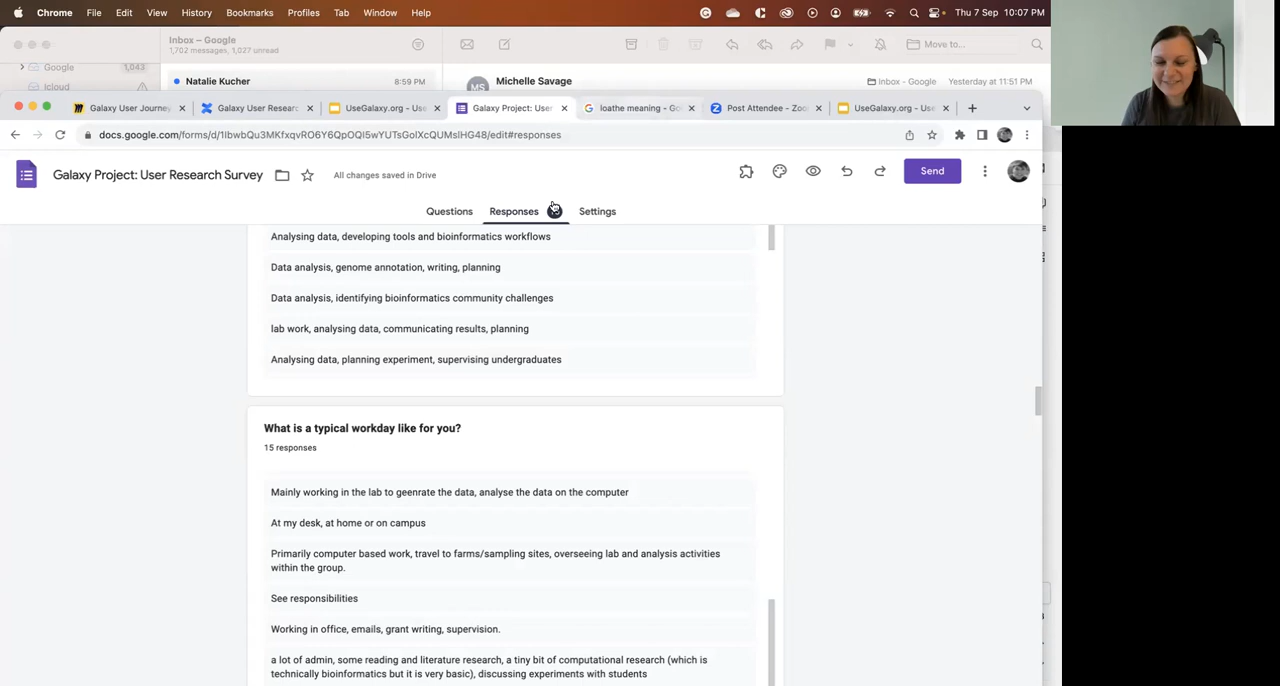 Chrome File Edit View History Bookmarks Profiles Tab Window Help Thu 7 Sep 10:07 PM
Inbox – Google
1,702 messages, 1,027 unread
Move to...
Google 1,043
Icloud
Natalie Kucher 8:59 PM
MS Michelle Savage Inbox - Google Yesterday at 11:51 PM
Galaxy User Journey Galaxy User Researc UseGalaxy.org - Use Galaxy Project: User loathe meaning - Go Post Attendee - Zoo UseGalaxy.org - Use
docs.google.com/forms/d/1IbwbQu3MKfxqvRO6Y6QpOQI5wYUTsGolXcQUMslHG48/edit#responses
Galaxy Project: User Research Survey All changes saved in Drive Send
Questions Responses Settings
Analysing data, developing tools and bioinformatics workflows
Data analysis, genome annotation, writing, planning
Data analysis, identifying bioinformatics community challenges
lab work, analysing data, communicating results, planning
Analysing data, planning experiment, supervising undergraduates
What is a typical workday like for you?
15 responses
Mainly working in the lab to geenrate the data, analyse the data on the computer
At my desk, at home or on campus
Primarily computer based work, travel to farms/sampling sites, overseeing lab and analysis activities
within the group.
See responsibilities
Working in office, emails, grant writing, supervision.
a lot of admin, some reading and literature research, a tiny bit of computational research (which is
technically bioinformatics but it is very basic), discussing experiments with students